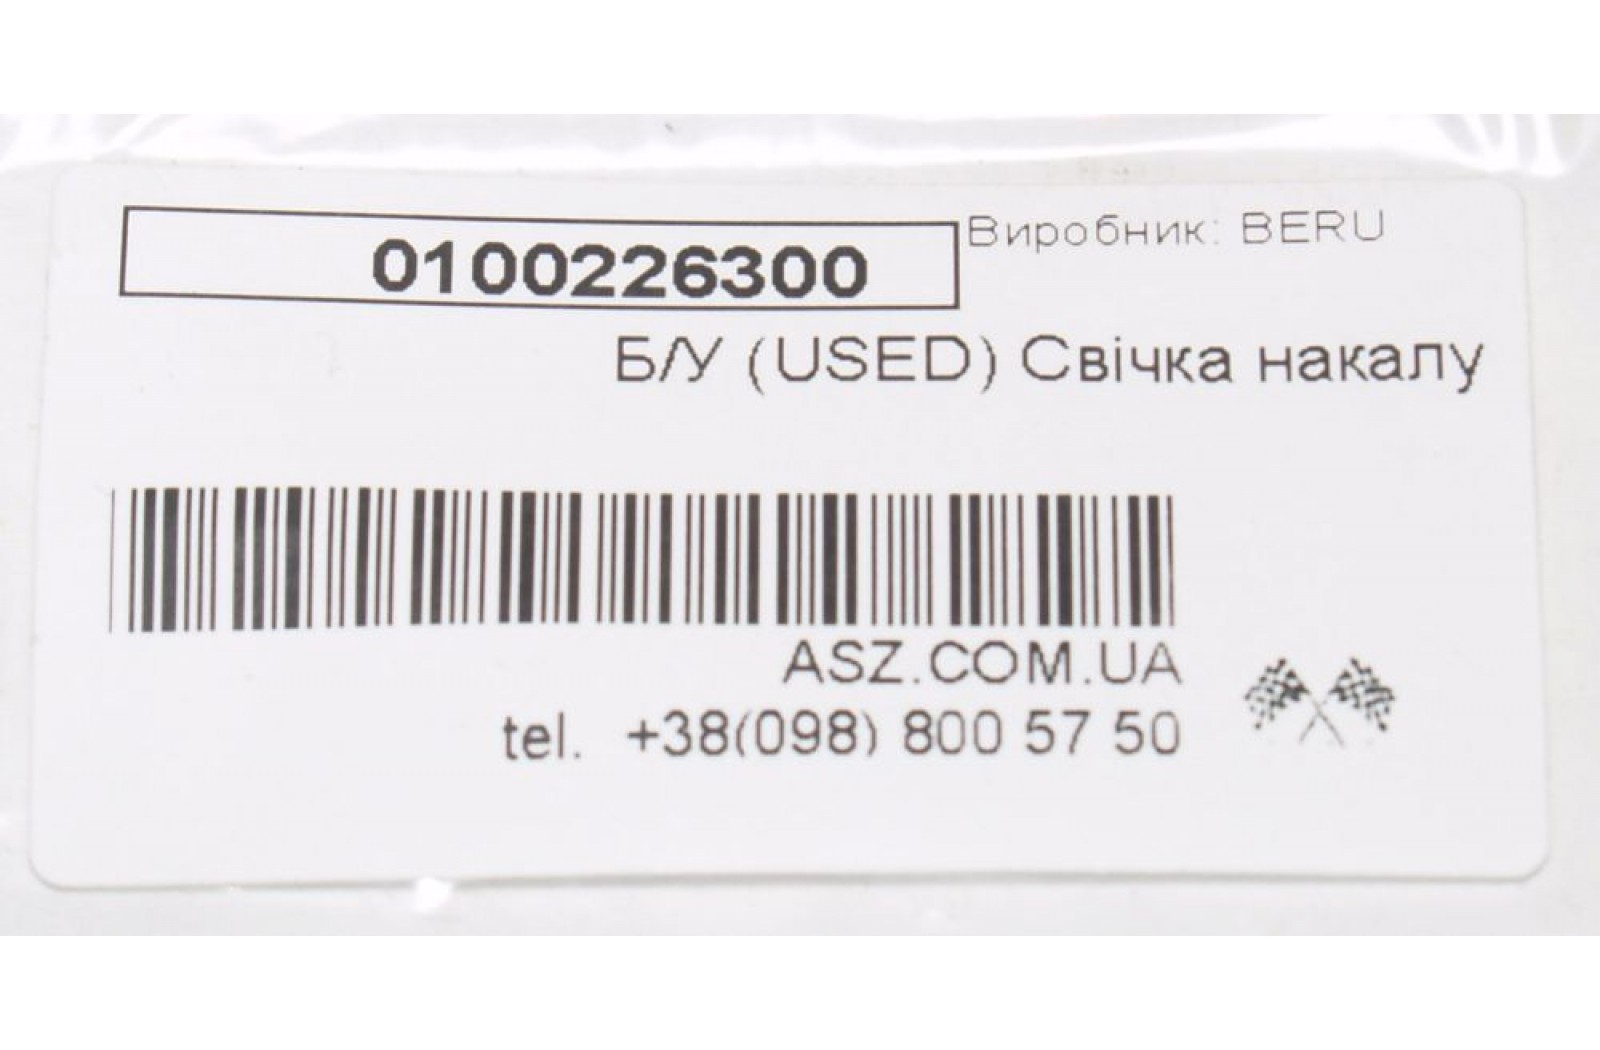 0100226300
Виробник: BERU
Б/У (USED) Свічка накалу
ASZ.COM.UA
tel. +38(098) 800 57 50